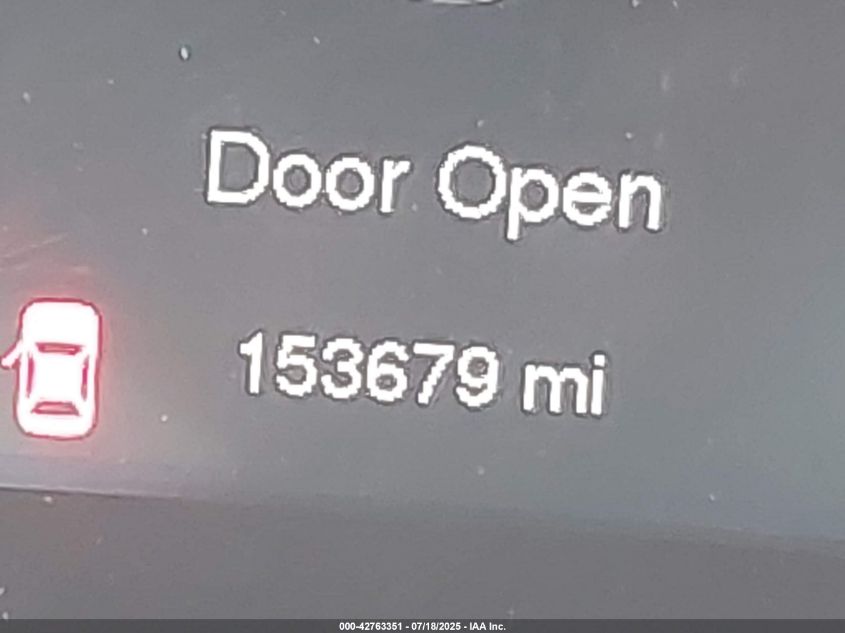 Door Open
153679 mi
000-42763351 - 07/18/2025 - IAA Inc.